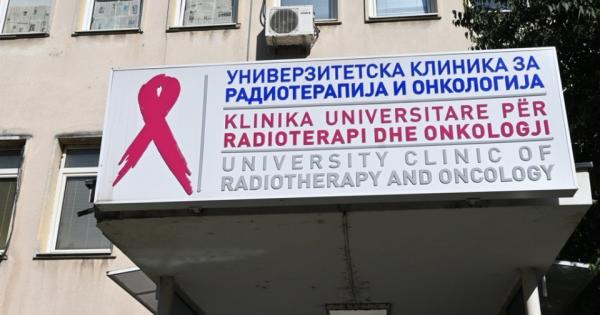 УНИВЕРЗИТЕТСКА КЛИНИКА ЗА
РАДИОТЕРАПИЈА И ОНКОЛОГИЈА
KLINIKA UNIVERSITARE PËR
RADIOTERAPI DHE ONKOLOGJI
UNIVERSITY CLINIC OF
RADIOTHERAPY AND ONCOLOGY